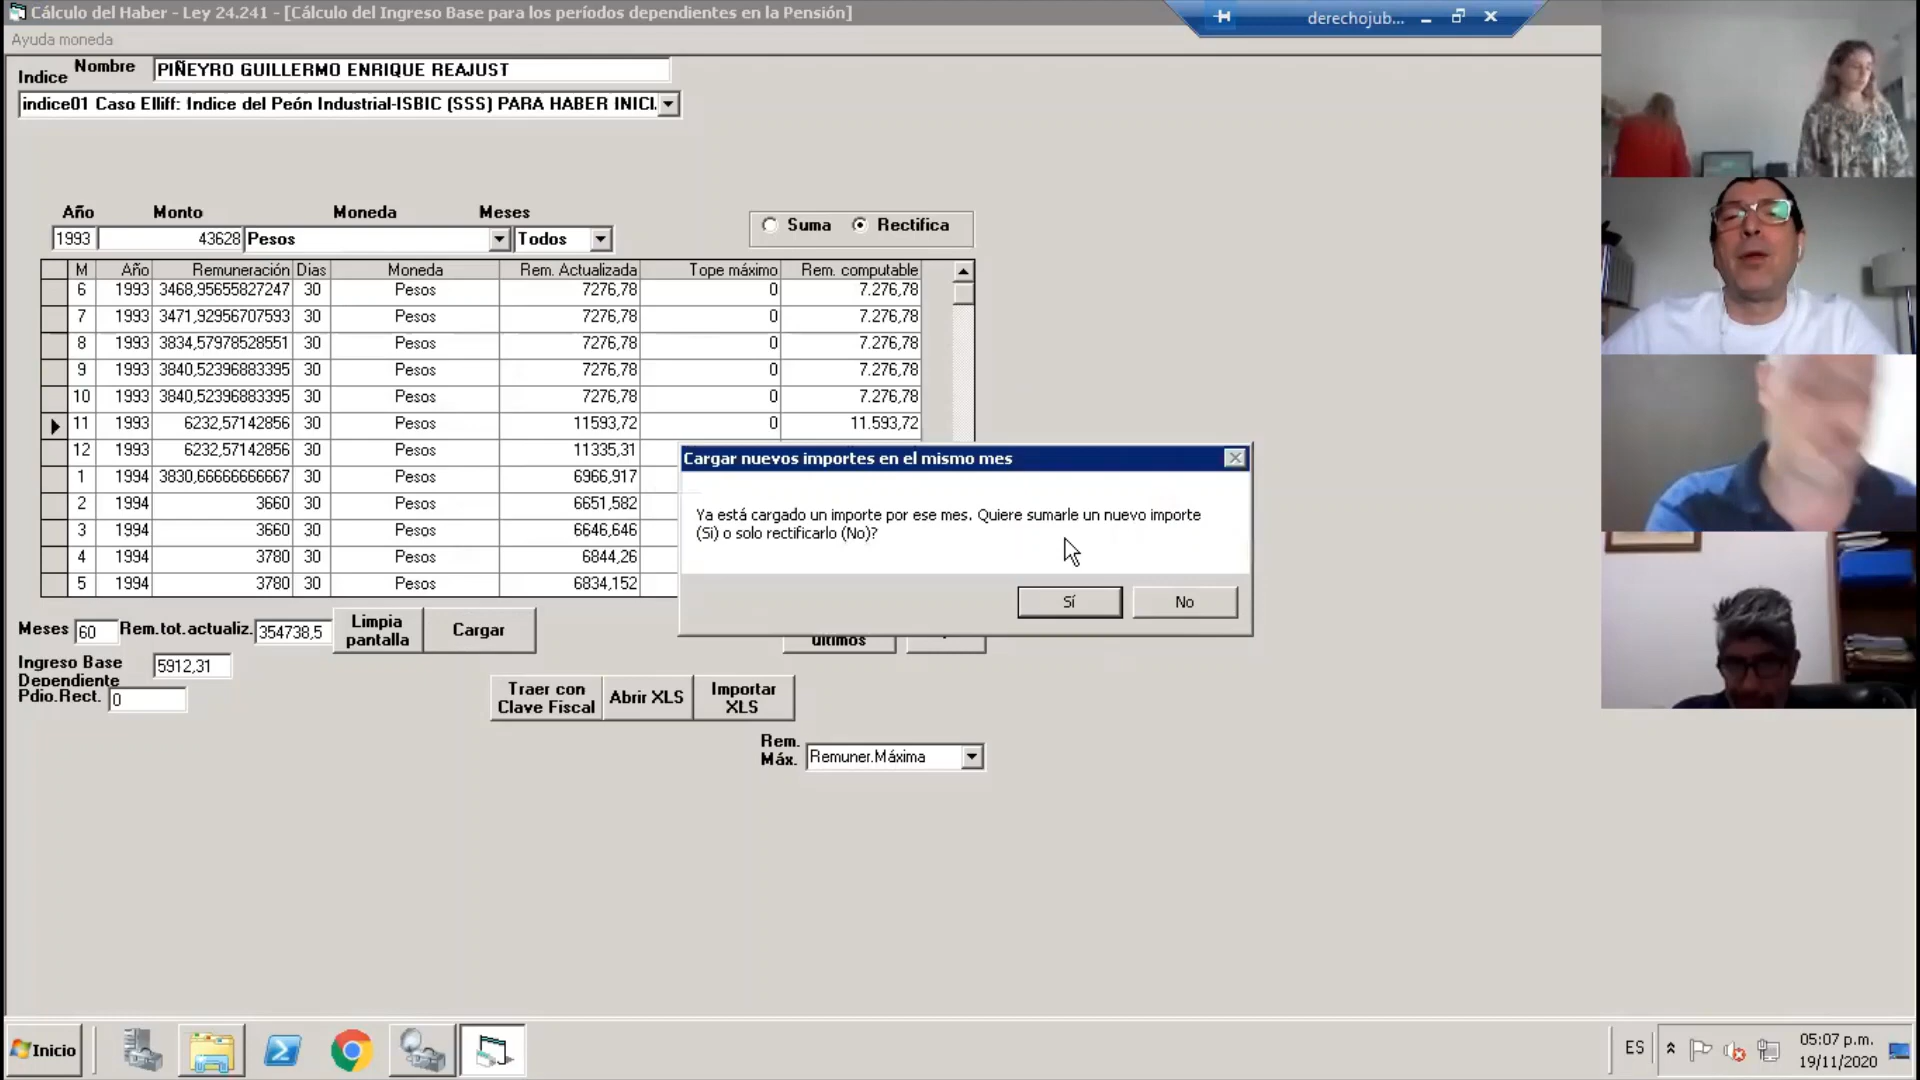 Cálculo del Haber - Ley 24.241 - [Cálculo del Ingreso Base para los períodos dependientes en la Pensión]
derechojub...
Ayuda moneda
Indice
Nombre
PIÑEYRO GUILLERMO ENRIQUE REAJUST
indice01 Caso Elliff: Indice del Peón Industrial-ISBIC (SSS) PARA HABER INICI.
Año Monto Moneda Meses
Suma Rectifica
1993 43628 Pesos Todos
M Año Remuneración Dias Moneda Rem. Actualizada Tope máximo Rem. computable
6 1993 3468,95655827247 30 Pesos 7276,78 0 7.276,78
7 1993 3471,92956707593 30 Pesos 7276,78 0 7.276,78
8 1993 3834,57978528551 30 Pesos 7276,78 0 7.276,78
9 1993 3840,52396883395 30 Pesos 7276,78 0 7.276,78
10 1993 3840,52396883395 30 Pesos 7276,78 0 7.276,78
11 1993 6232,57142856 30 Pesos 11593,72 0 11.593,72
12 1993 6232,57142856 30 Pesos 11335,31
1 1994 3830,66666666667 30 Pesos 6966,917
2 1994 3660 30 Pesos 6651,582
3 1994 3660 30 Pesos 6646,646
4 1994 3780 30 Pesos 6844,26
5 1994 3780 30 Pesos 6834,152
Cargar nuevos importes en el mismo mes
Ya está cargado un importe por ese mes. Quiere sumarle un nuevo importe
(Si) o solo rectificarlo (No)?
Sí No
Meses 60 Rem.tot.actualiz. 354738,5
Limpia
pantalla
Cargar
últimos
Ingreso Base
Dependiente
5912,31
Pdio.Rect. 0
Traer con
Clave Fiscal
Abrir XLS
Importar
XLS
Rem.
Máx.
Remuner.Máxima
Inicio
ES
05:07 p.m.
19/11/2020